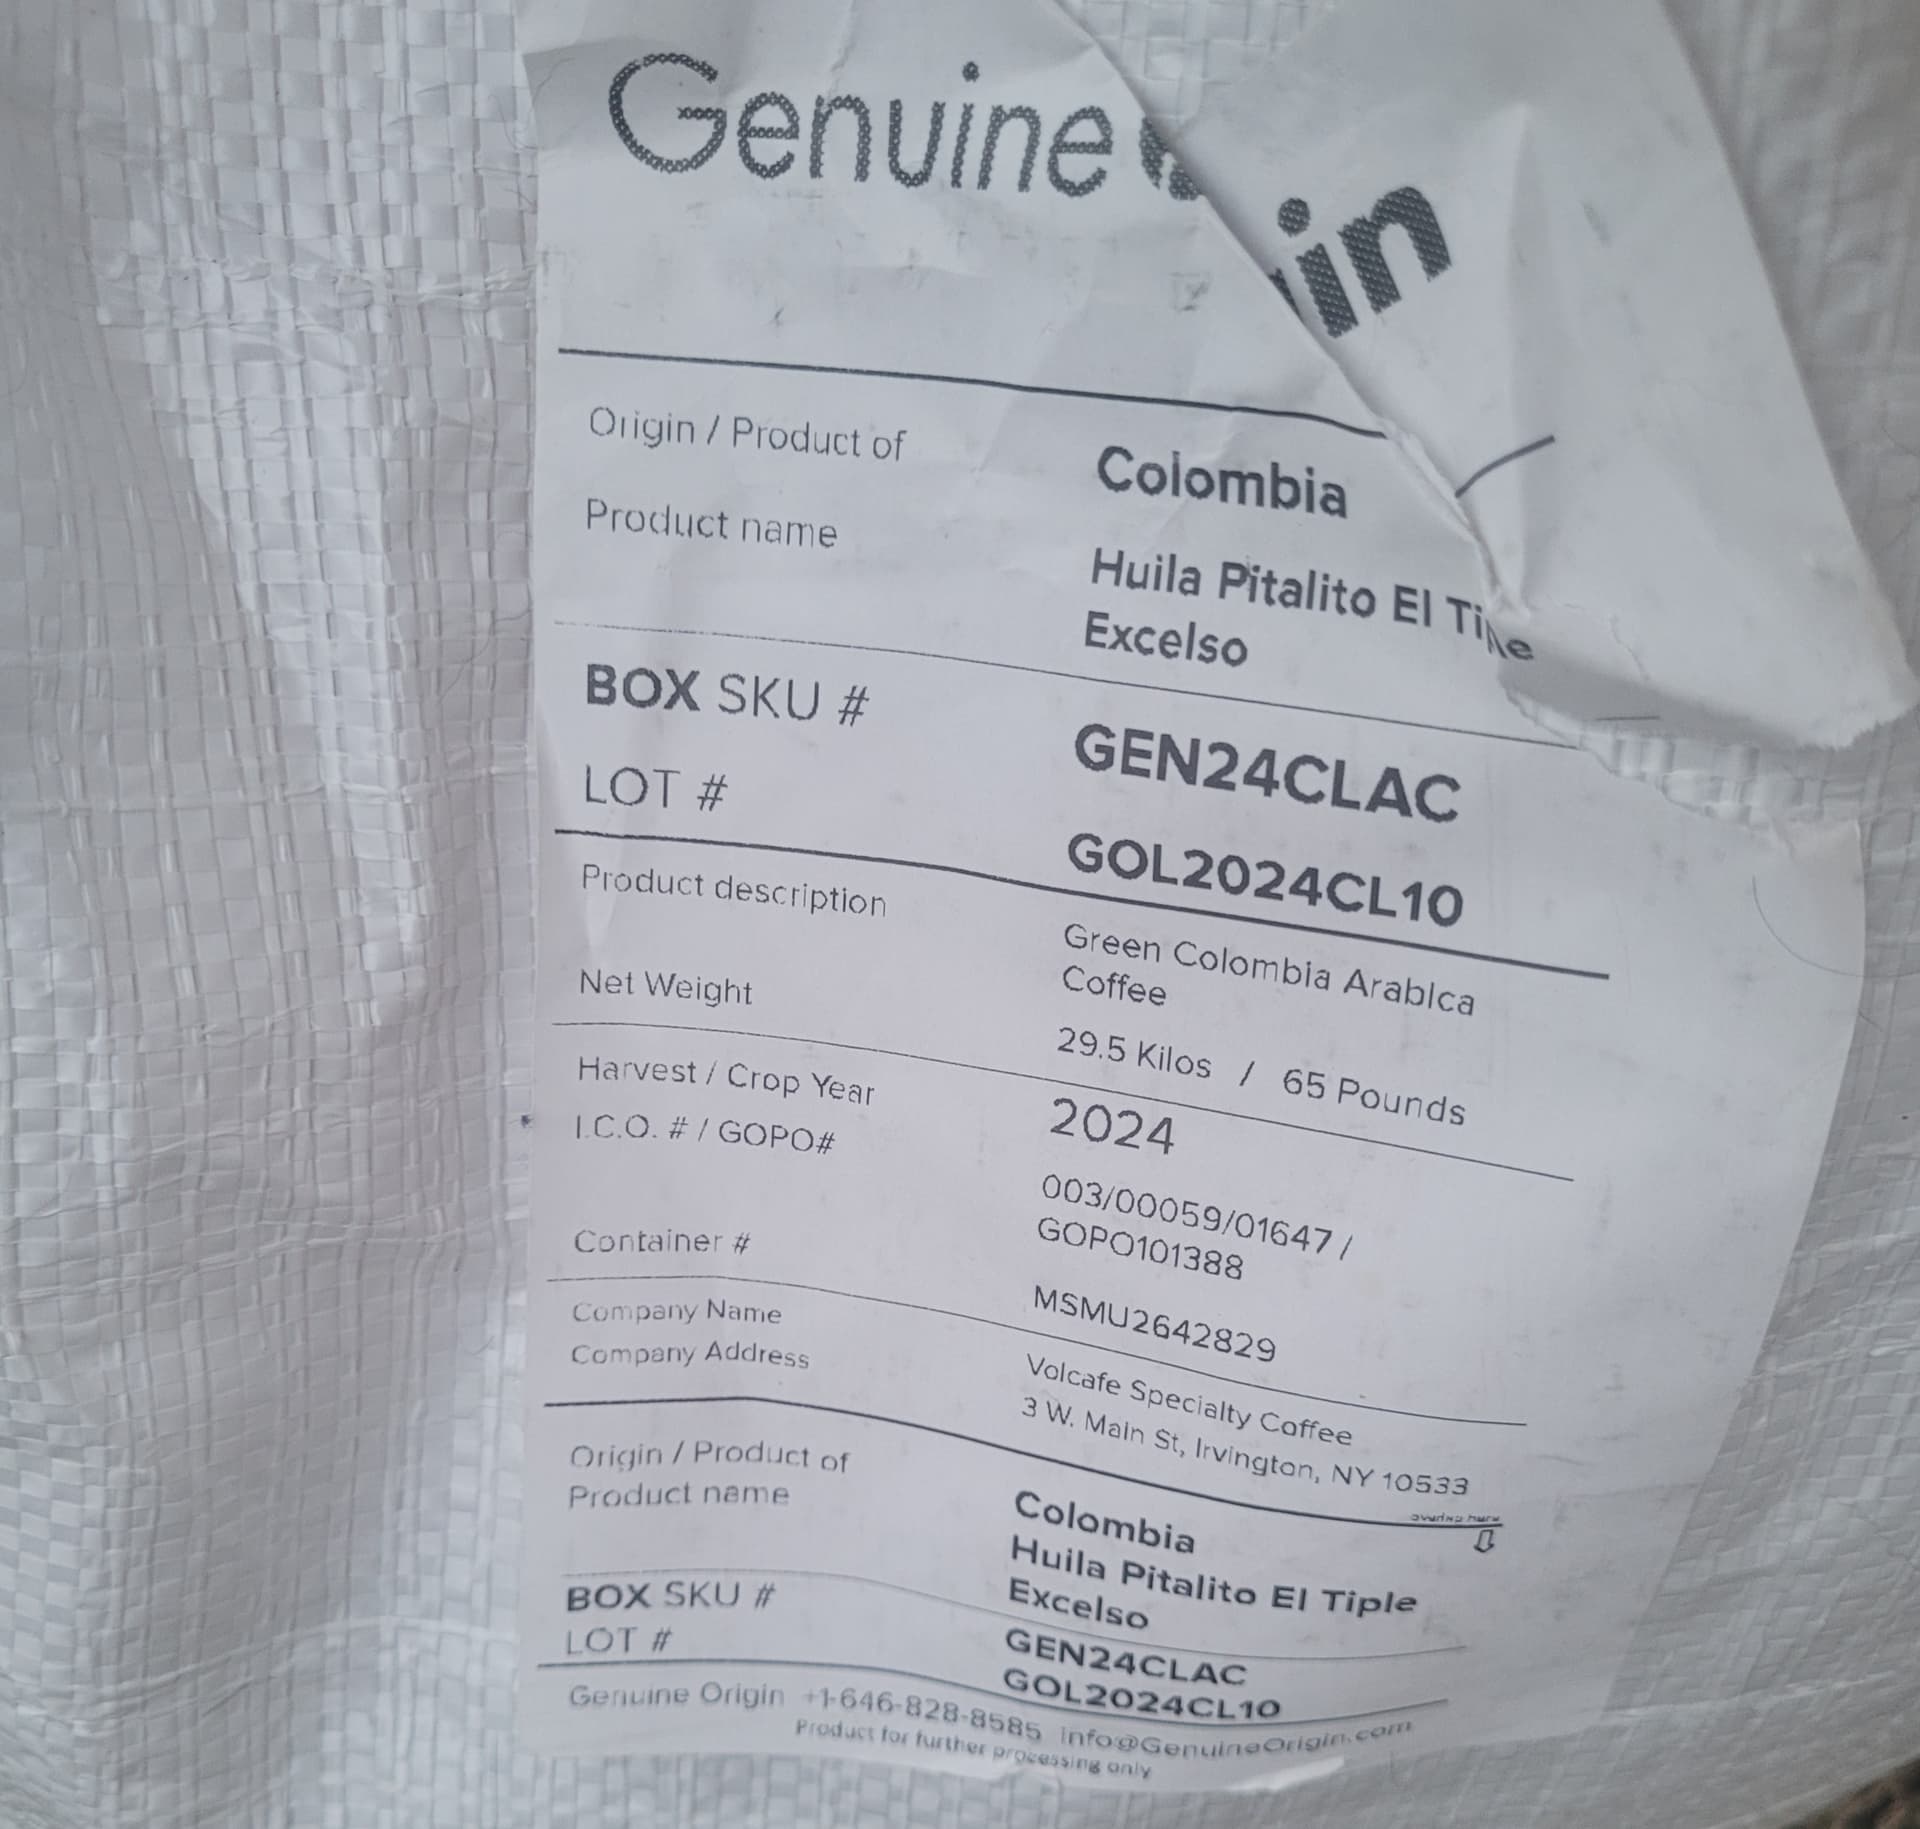 Genuine in
Origin / Product of Colombia
Product name Huila Pitalito El Tiple
Excelso
BOX SKU # GEN24CLAC
LOT # GOL2024CL10
Product description Green Colombia Arabica
Coffee
Net Weight 29.5 Kilos / 65 Pounds
Harvest / Crop Year 2024
I.C.O. # / GOPO# 003/00059/01647 /
GOPO101388
Container # MSMU2642829
Company Name Volcafe Specialty Coffee
Company Address 3 W. Main St, Irvington, NY 10533
Origin / Product of Colombia
Product name Huila Pitalito El Tiple
Excelso
BOX SKU # GEN24CLAC
LOT # GOL2024CL10
Genuine Origin +1-646-828-8585 Info@GenuineOrigin.com
Product for further processing only